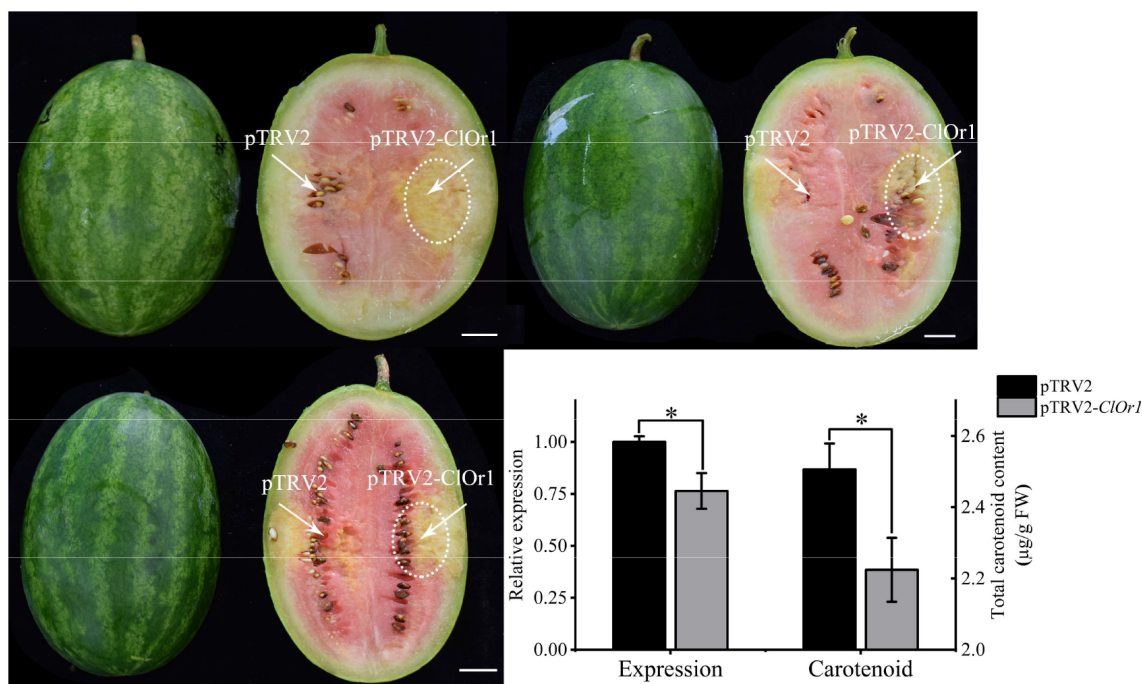 pTRV2
pTRV2-ClOr1
pTRV2
pTRV2-ClOr1
pTRV2
pTRV2-ClOr1
pTRV2
pTRV2-ClOr1
*
*
Relative expression
1.00
0.75
0.50
0.25
0.00
2.6
2.4
2.2
2.0
Total carotenoid content
(μg/g FW)
Expression
Carotenoid